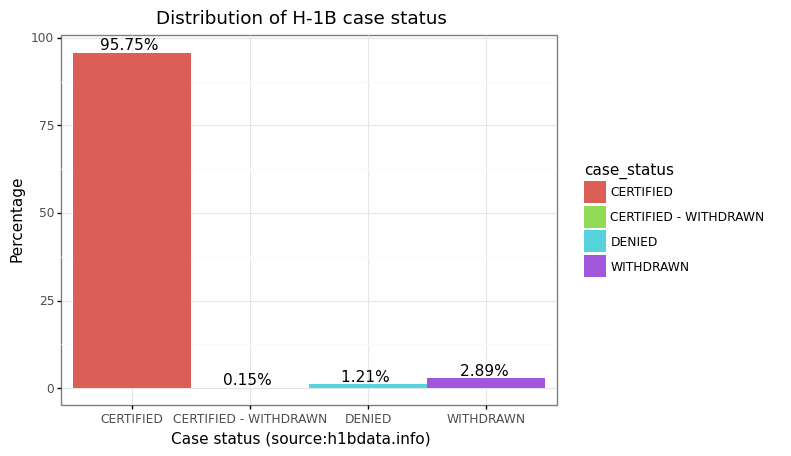 Distribution of H-1B case status
100
95.75%
75
50
25
0
0.15%
1.21%
2.89%
CERTIFIED
CERTIFIED - WITHDRAWN
DENIED
WITHDRAWN
Case status (source:h1bdata.info)
Percentage
case_status
CERTIFIED
CERTIFIED - WITHDRAWN
DENIED
WITHDRAWN